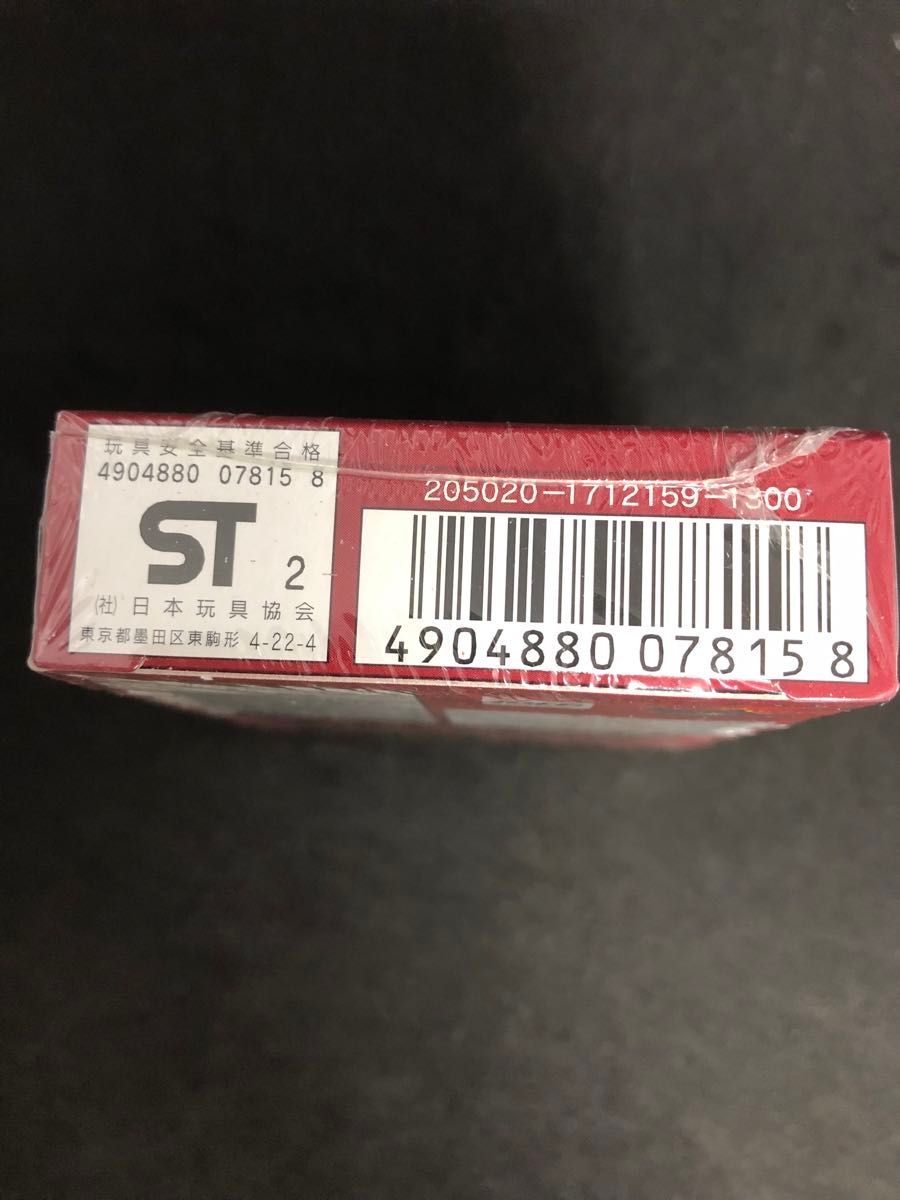 玩具安全基準合格
4904880 07815 8
ST 2
(社)日本玩具協会
東京都墨田区東駒形 4-22-4
205020-1712159-1300
4904880 07815 8